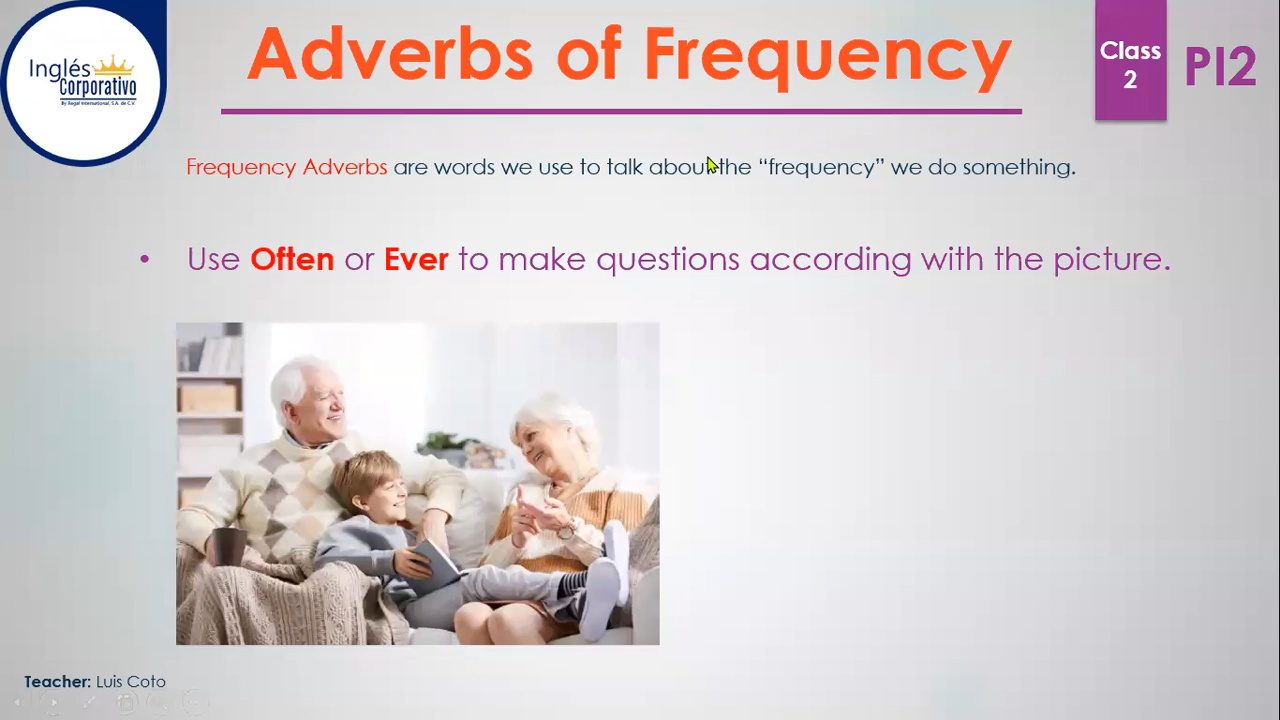 Inglés
Corporativo
By Regal International, S.A. de C.V.
Adverbs of Frequency
Class
2
PI2
Frequency Adverbs are words we use to talk about the “frequency” we do something.
• Use Often or Ever to make questions according with the picture.
Teacher: Luis Coto